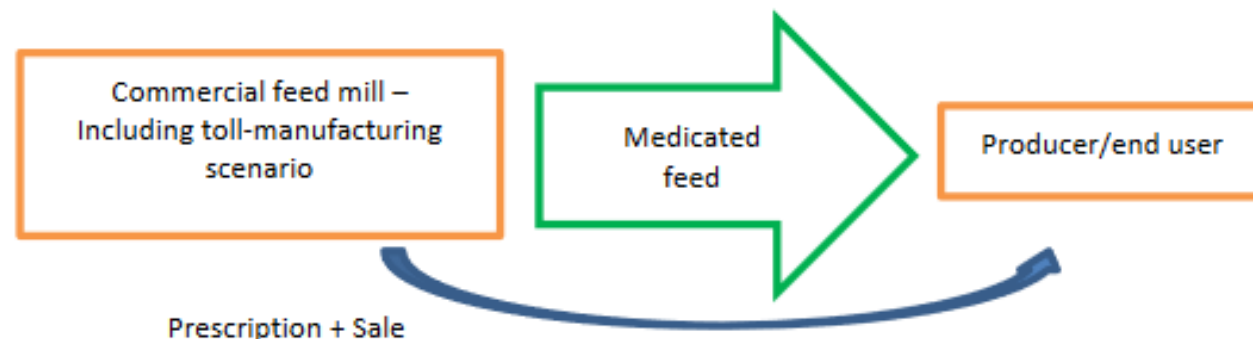 Commercial feed mill –
Including toll-manufacturing
scenario
Medicated
feed
Producer/end user
Prescription + Sale